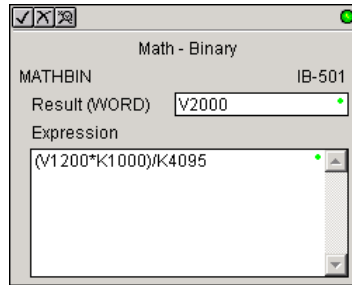 Math - Binary
MATHBIN IB-501
Result (WORD) V2000
Expression
(V1200*K1000)/K4095